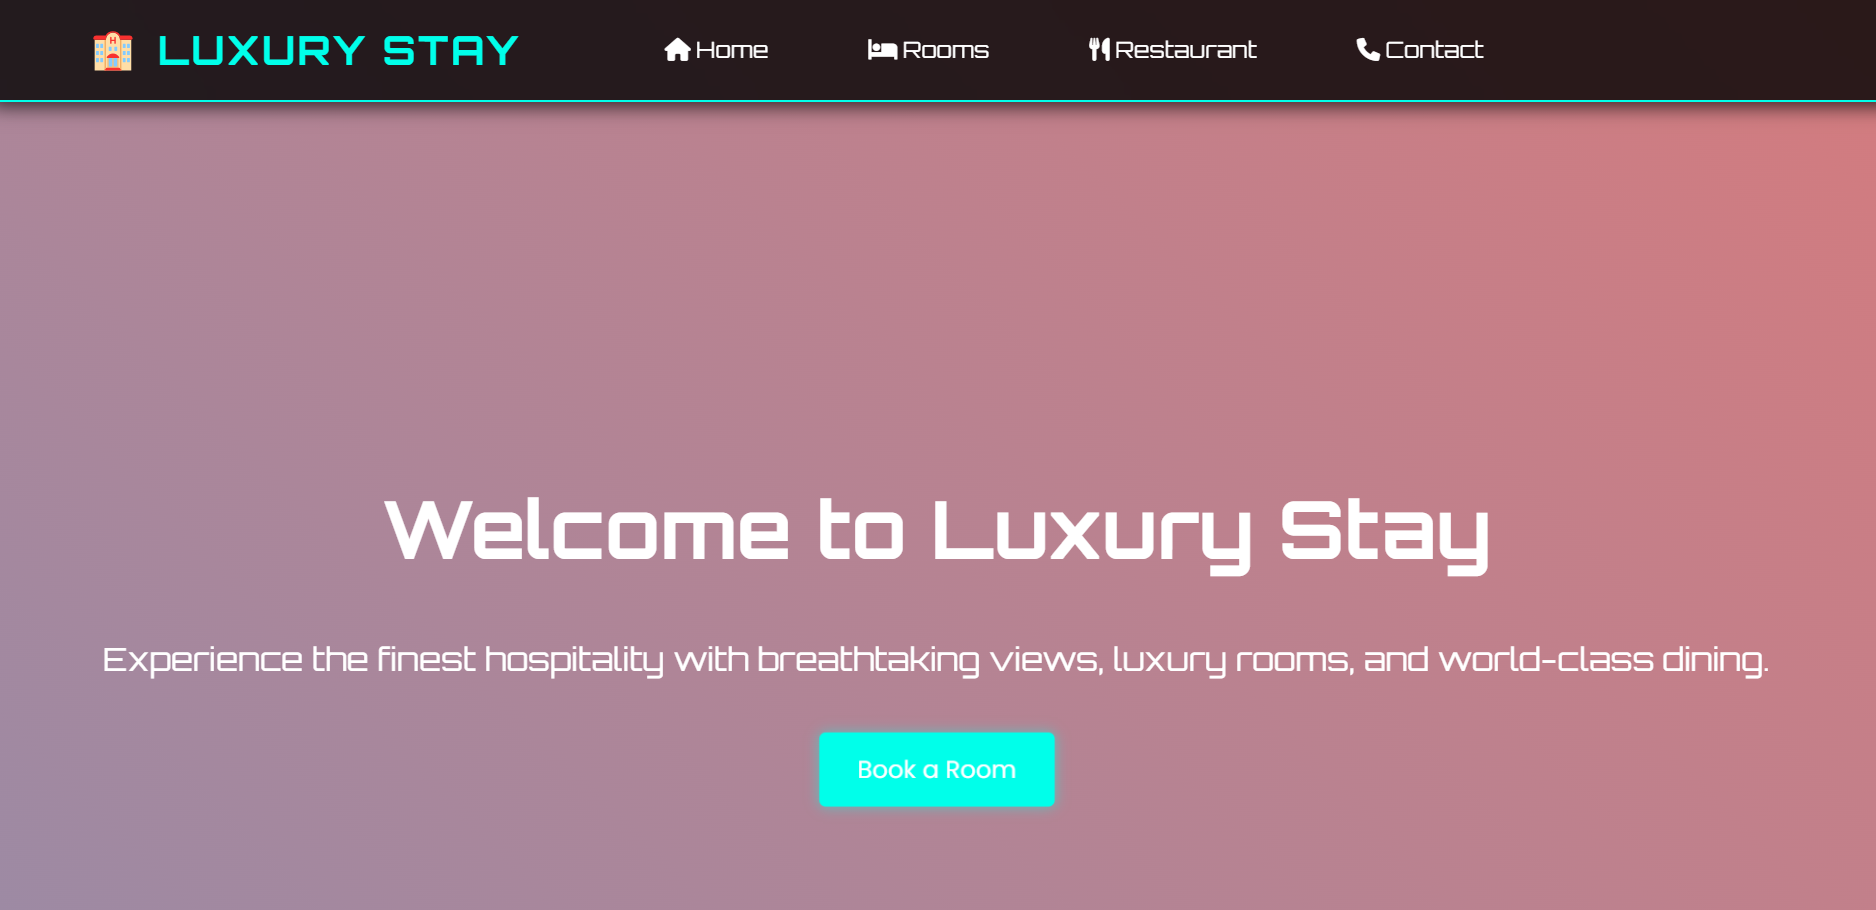 🏨 LUXURY STAY
Home
Rooms
Restaurant
Contact
Welcome to Luxury Stay
Experience the finest hospitality with breathtaking views, luxury rooms, and world-class dining.
Book a Room